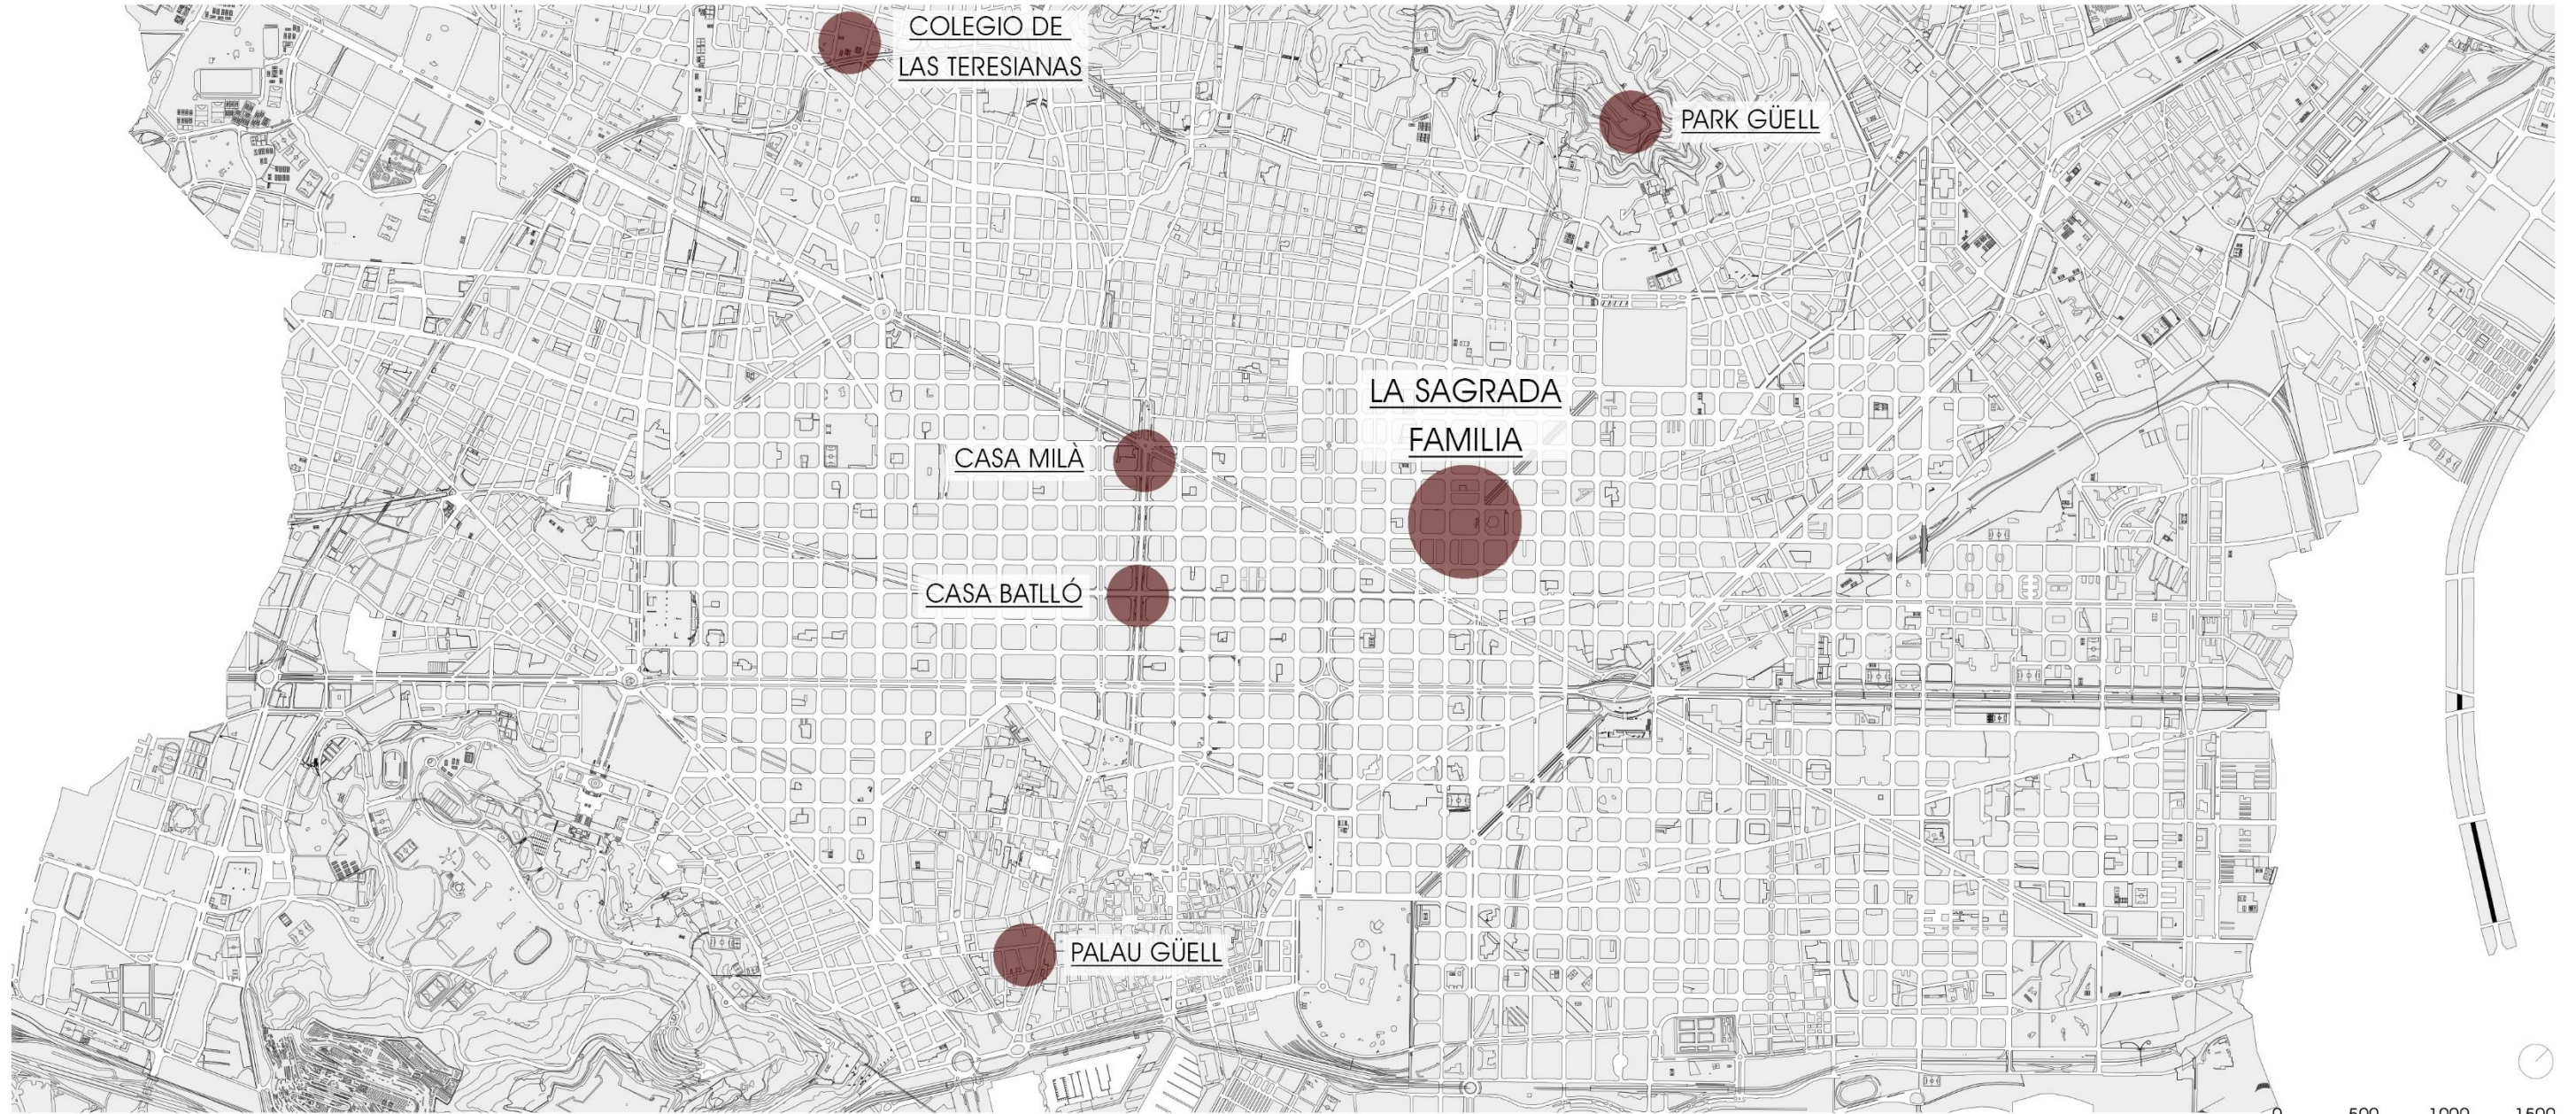 COLEGIO DE
LAS TERESIANAS
PARK GÜELL
LA SAGRADA
FAMILIA
CASA MILÀ
CASA BATLLÓ
PALAU GÜELL
0 500 1000 1500